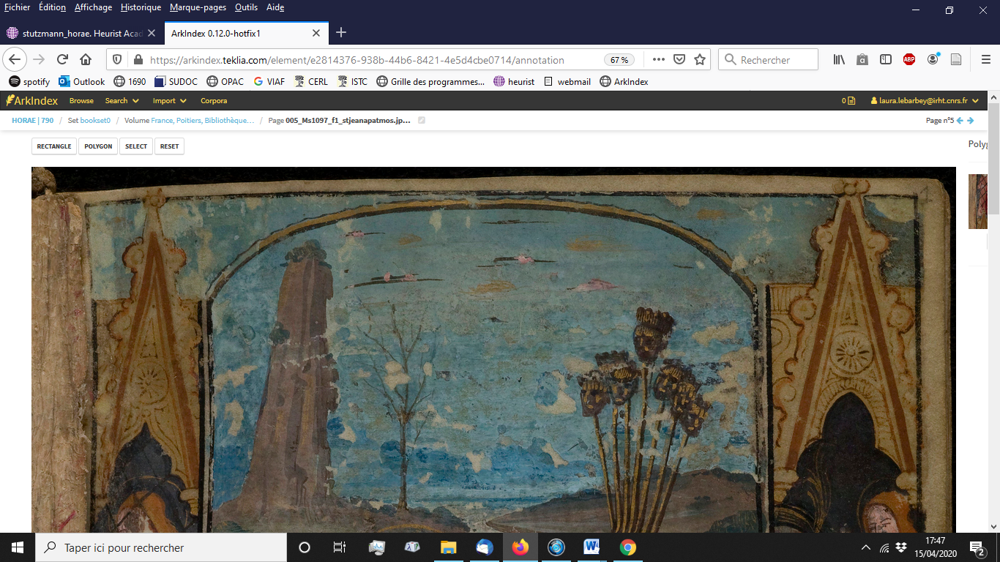 Fichier Édition Affichage Historique Marque-pages Outils Aide
stutzmann_horae. Heurist Acad
ArkIndex 0.12.0-hotfix1
https://arkindex.teklia.com/element/e2814376-938b-44b6-8421-4e5d4cbe0714/annotation
67 %
Rechercher
ABP
spotify Outlook 1690 SUDOC OPAC VIAF CERL ISTC Grille des programmes... heurist webmail ArkIndex
ArkIndex Browse Search Import Corpora 0 laura.lebarbey@irht.cnrs.fr
HORAE | 790 / Set bookset0 / Volume France, Poitiers, Bibliothèque... / Page 005_Ms1097_f1_stjeanapatmos.jp... Page n°5
RECTANGLE POLYGON SELECT RESET
Polyg
Taper ici pour rechercher
17:47
15/04/2020
2